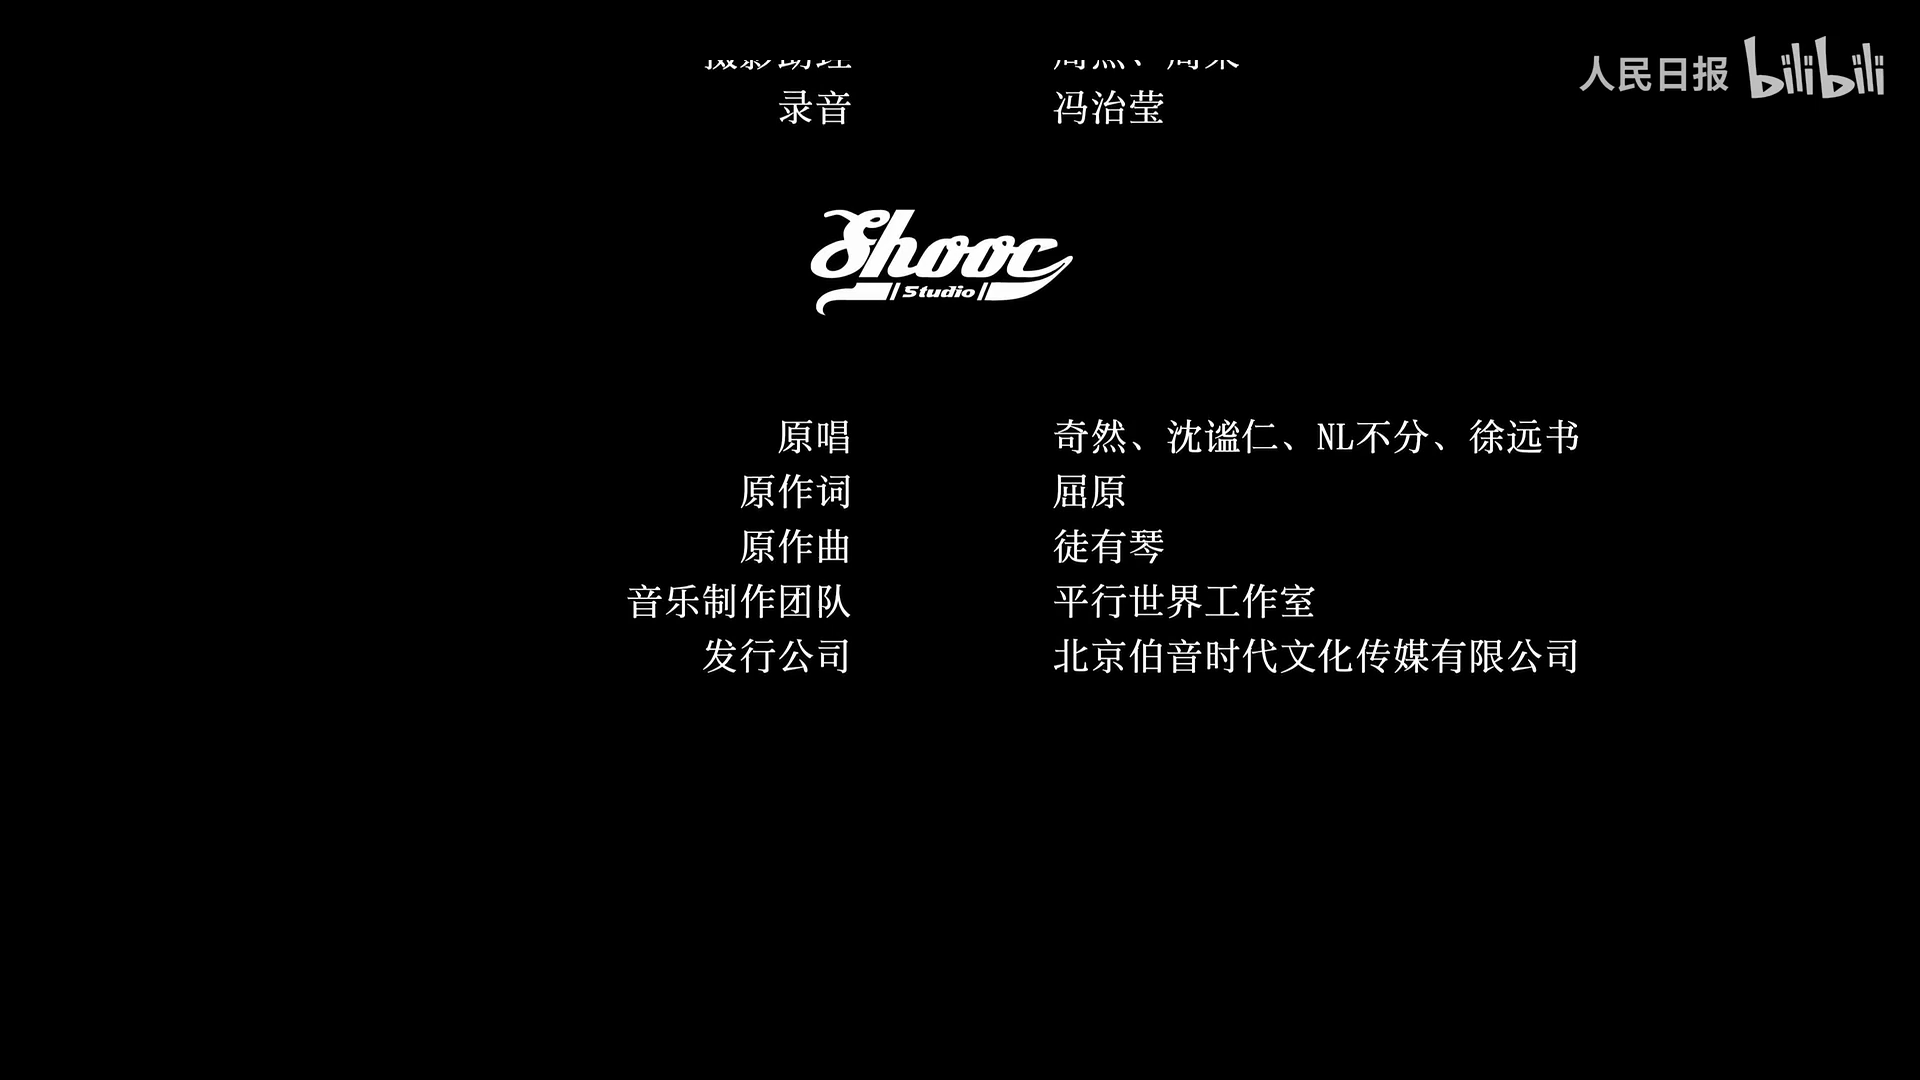 人民日报 bilibili
录音 冯治莹
Shooc
Studio
原唱 奇然、沈谧仁、NL不分、徐远书
原作词 屈原
原作曲 徒有琴
音乐制作团队 平行世界工作室
发行公司 北京伯音时代文化传媒有限公司